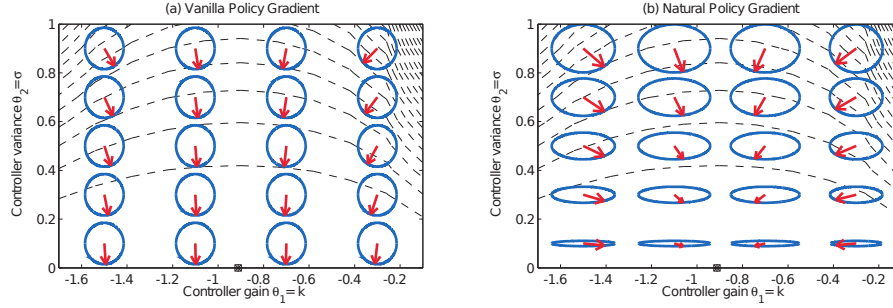 (a) Vanilla Policy Gradient
Controller variance θ2=σ
1
0.8
0.6
0.4
0.2
0
-1.6 -1.4 -1.2 -1 -0.8 -0.6 -0.4 -0.2
Controller gain θ1=k
(b) Natural Policy Gradient
Controller variance θ2=σ
1
0.8
0.6
0.4
0.2
0
-1.6 -1.4 -1.2 -1 -0.8 -0.6 -0.4 -0.2
Controller gain θ1=k